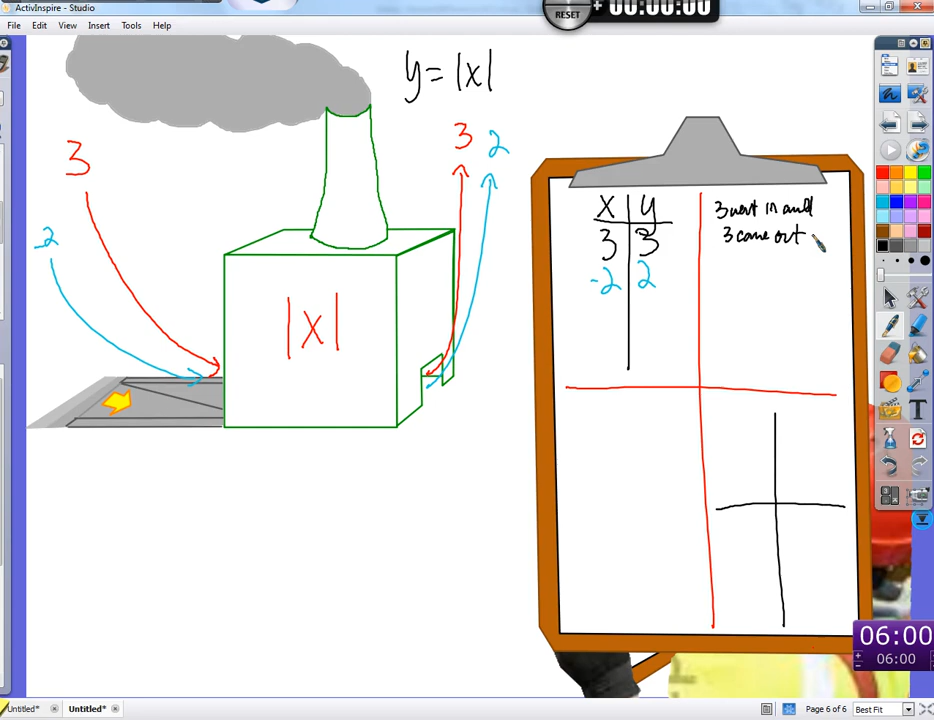 ActivInspire - Studio
File Edit View Insert Tools Help
RESET + 00:00:00
y = |x|
3
-2
3 2
|x|
x y
3 3
-2 2
3 went in and
3 came out
T
06:00
06:00
Untitled* Untitled*
Page 6 of 6 Best Fit